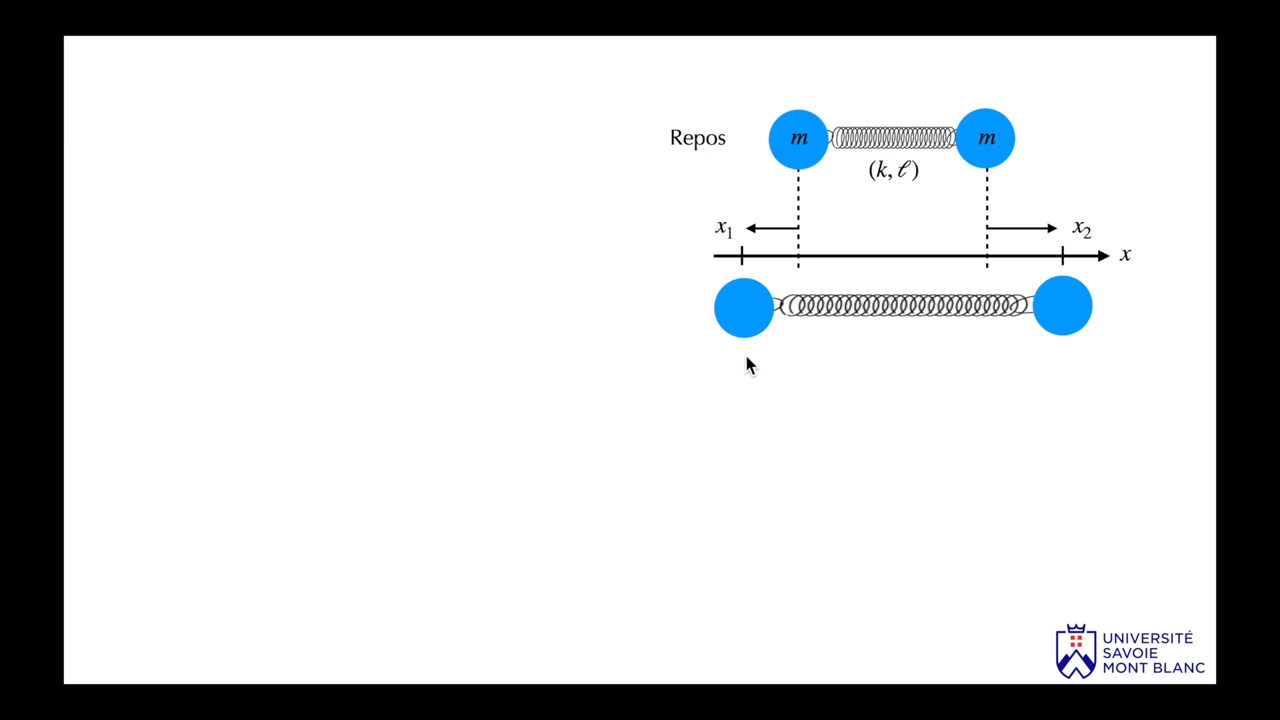 Repos
m
m
(k, ℓ)
x₁
x₂
x
UNIVERSITÉ
SAVOIE
MONT BLANC